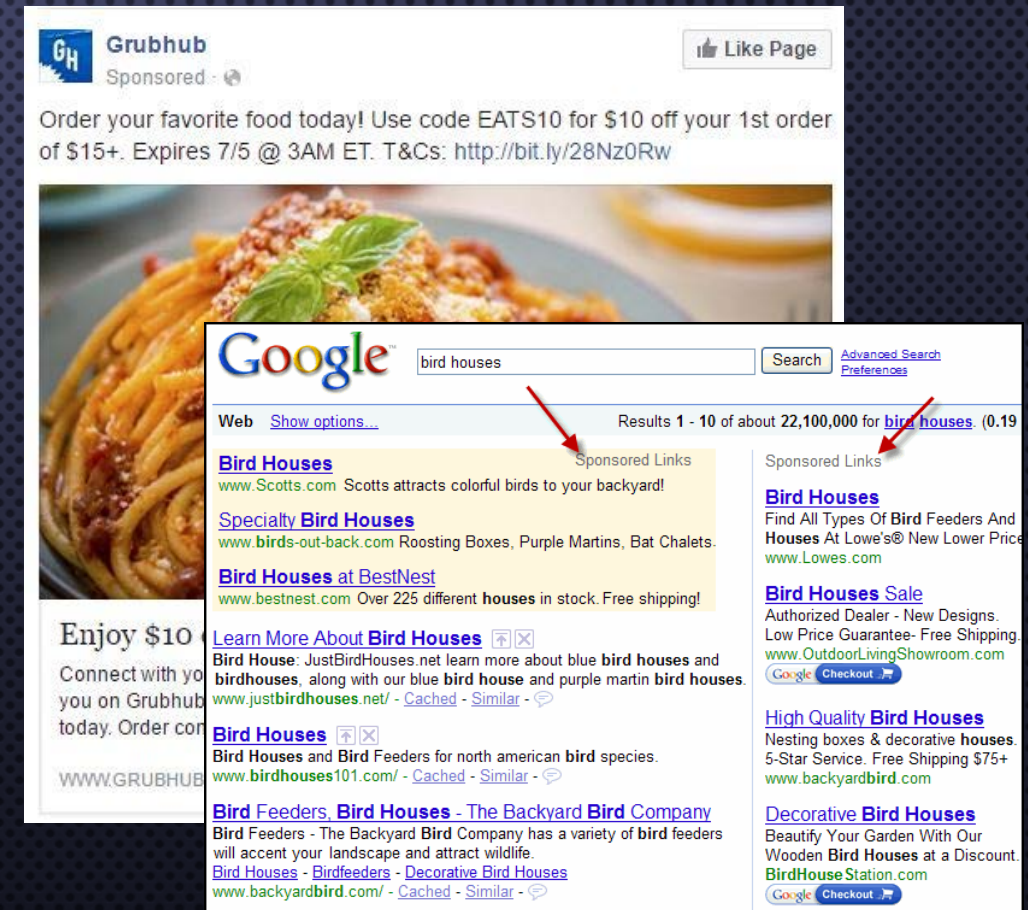 GH
Grubhub
Like Page
Sponsored ·
Order your favorite food today! Use code EATS10 for $10 off your 1st order
of $15+. Expires 7/5 @ 3AM ET. T&Cs: http://bit.ly/28Nz0Rw
Enjoy $10
Connect with yo
you on Grubhub
today. Order con
WWW.GRUBHUB
Google™
bird houses
Search
Advanced Search
Preferences
Web Show options...
Results 1 - 10 of about 22,100,000 for bird houses. (0.19
Sponsored Links
Bird Houses
www.Scotts.com Scotts attracts colorful birds to your backyard!
Specialty Bird Houses
www.birds-out-back.com Roosting Boxes, Purple Martins, Bat Chalets.
Bird Houses at BestNest
www.bestnest.com Over 225 different houses in stock. Free shipping!
Learn More About Bird Houses
Bird House: JustBirdHouses.net learn more about blue bird houses and
birdhouses, along with our blue bird house and purple martin bird houses.
www.justbirdhouses.net/ - Cached - Similar -
Bird Houses
Bird Houses and Bird Feeders for north american bird species.
www.birdhouses101.com/ - Cached - Similar -
Bird Feeders, Bird Houses - The Backyard Bird Company
Bird Feeders - The Backyard Bird Company has a variety of bird feeders
will accent your landscape and attract wildlife.
Bird Houses - Birdfeeders - Decorative Bird Houses
www.backyardbird.com/ - Cached - Similar -
Sponsored Links
Bird Houses
Find All Types Of Bird Feeders And
Houses At Lowe's® New Lower Price
www.Lowes.com
Bird Houses Sale
Authorized Dealer - New Designs.
Low Price Guarantee- Free Shipping.
www.OutdoorLivingShowroom.com
Google Checkout
High Quality Bird Houses
Nesting boxes & decorative houses.
5-Star Service. Free Shipping $75+
www.backyardbird.com
Decorative Bird Houses
Beautify Your Garden With Our
Wooden Bird Houses at a Discount.
BirdHouseStation.com
Google Checkout